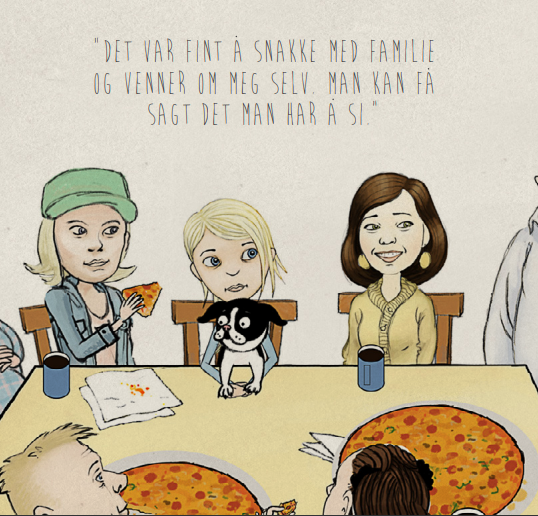 "DET VAR FINT Å SNAKKE MED FAMILIE
OG VENNER OM MEG SELV. MAN KAN FÅ
SAGT DET MAN HAR Å SI."